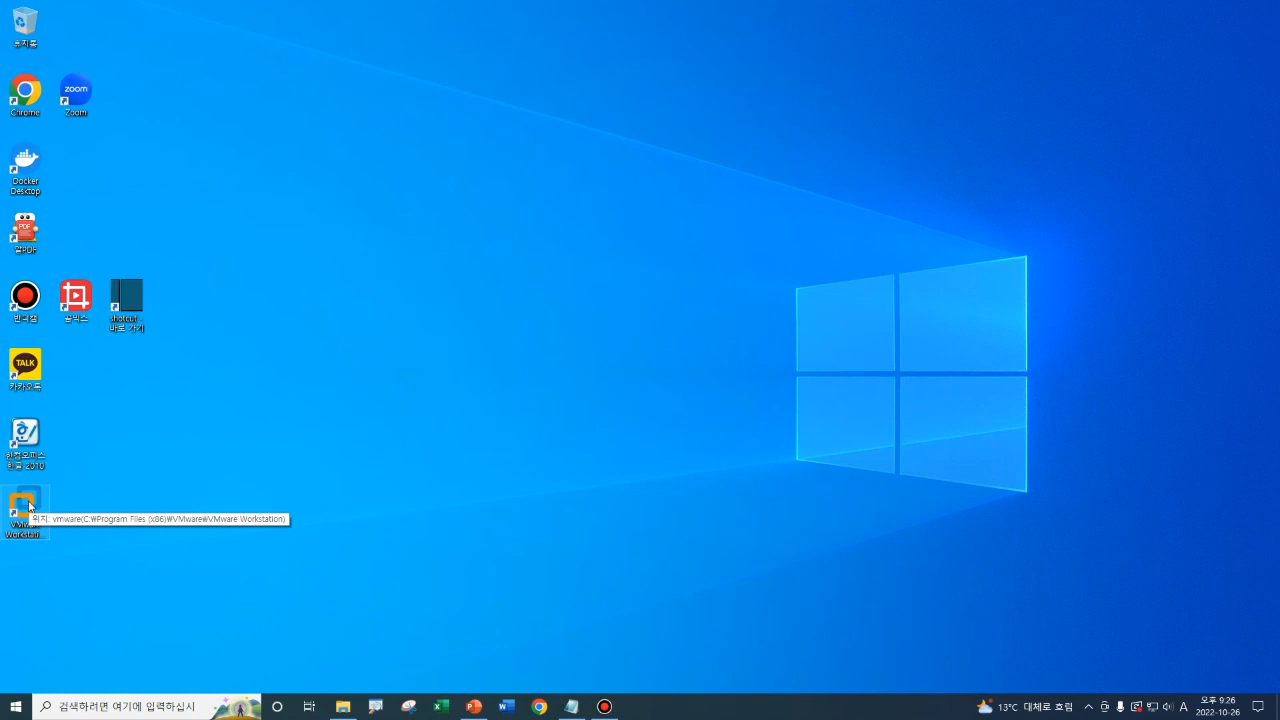 휴지통
Chrome
zoom
Zoom
Docker
Desktop
PDF
알PDF
반디캠
곰믹스
shotcut -
바로 가기
TALK
카카오톡
한컴오피스
한글 2010
VMware
Workstati...
위치: vmware(C:₩Program Files (x86)₩VMware₩VMware Workstation)
검색하려면 여기에 입력하십시
13°C 대체로 흐림
A
오후 9:26
2022-10-26